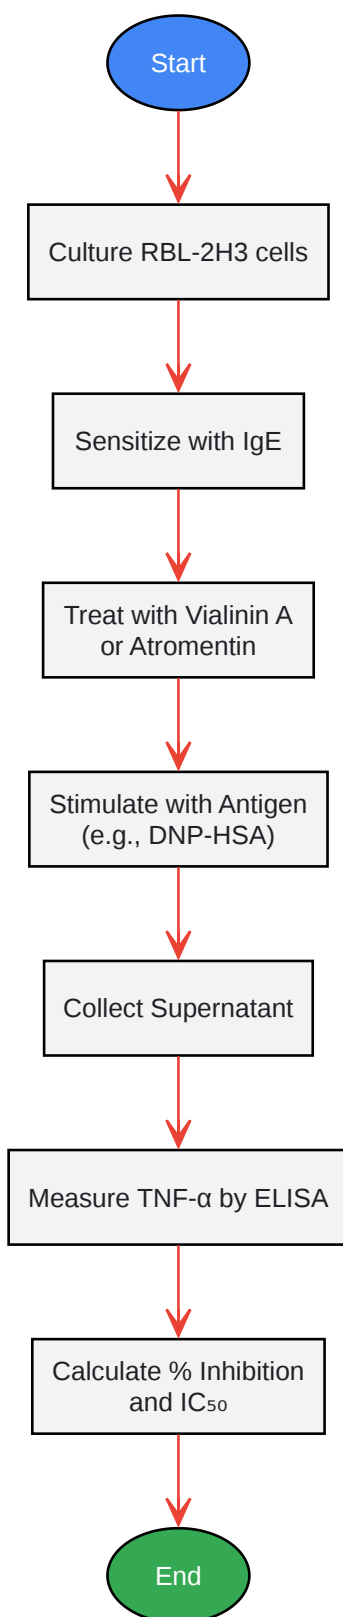 Start
Culture RBL-2H3 cells
Sensitize with IgE
Treat with Vialinin A
or Atromentin
Stimulate with Antigen
(e.g., DNP-HSA)
Collect Supernatant
Measure TNF-α by ELISA
Calculate % Inhibition
and IC₅₀
End